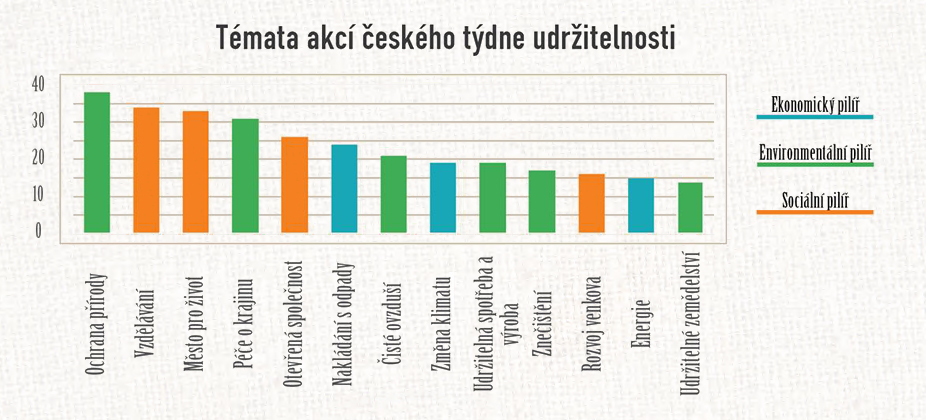 Témata akcí českého týdne udržitelnosti
40
30
20
10
0
Ekonomický pilíř
Environmentální pilíř
Sociální pilíř
Ochrana přírody
Vzdělávání
Město pro život
Péče o krajinu
Otevřená společnost
Nakládání s odpady
Čisté ovzduší
Změna klimatu
Udržitelná spotřeba a
výroba
Znečištění
Rozvoj venkova
Energie
Udržitelné zemědelství